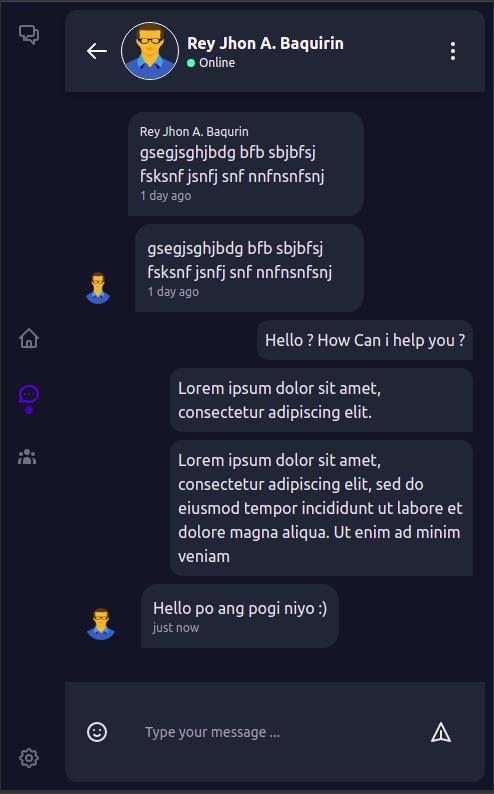 Rey Jhon A. Baquirin
Online
Rey Jhon A. Baqurin
gsegjsghjbdg bfb sbjbfsj
fsksnf jsnfj snf nnfnsnfsnj
1 day ago
gsegjsghjbdg bfb sbjbfsj
fsksnf jsnfj snf nnfnsnfsnj
1 day ago
Hello ? How Can i help you ?
Lorem ipsum dolor sit amet,
consectetur adipiscing elit.
Lorem ipsum dolor sit amet,
consectetur adipiscing elit, sed do
eiusmod tempor incididunt ut labore et
dolore magna aliqua. Ut enim ad minim
veniam
Hello po ang pogi niyo :)
just now
Type your message ...